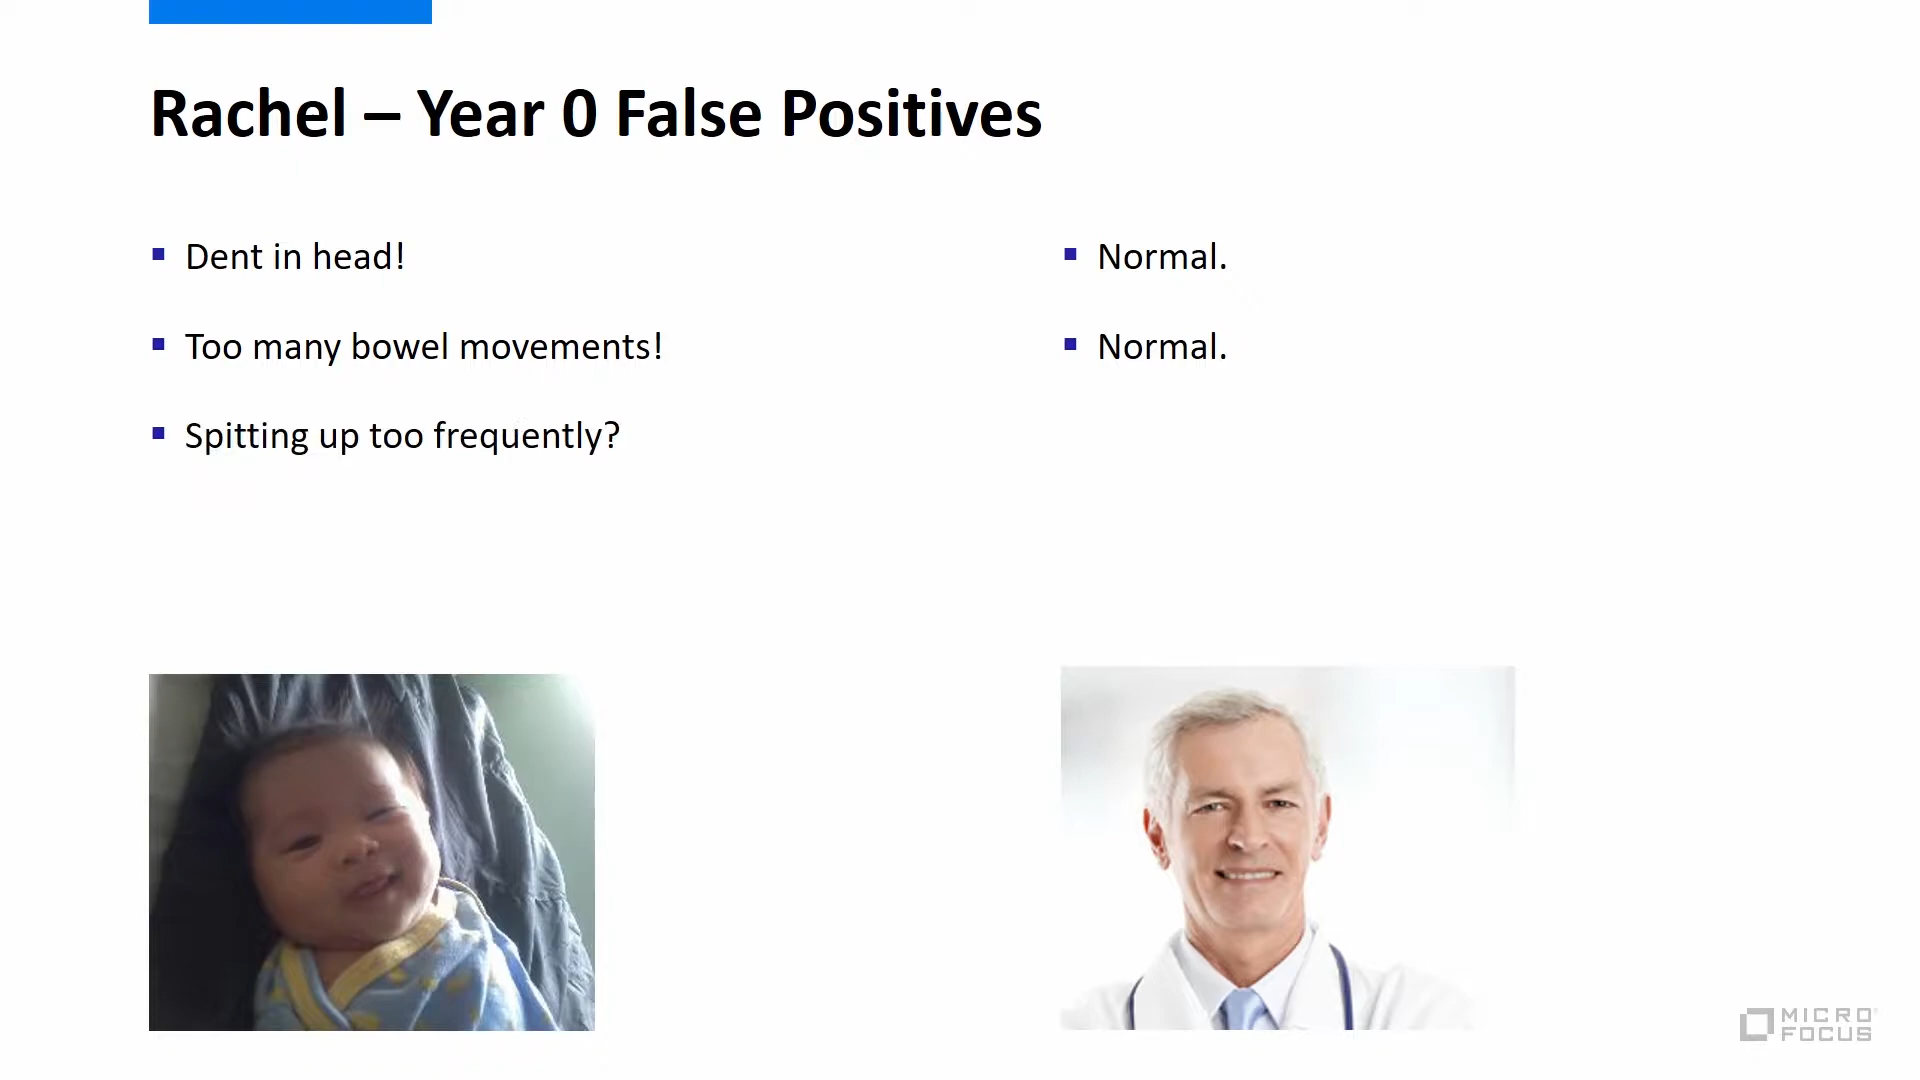 Rachel – Year 0 False Positives
Dent in head!
Too many bowel movements!
Spitting up too frequently?
Normal.
Normal.
MICRO
FOCUS